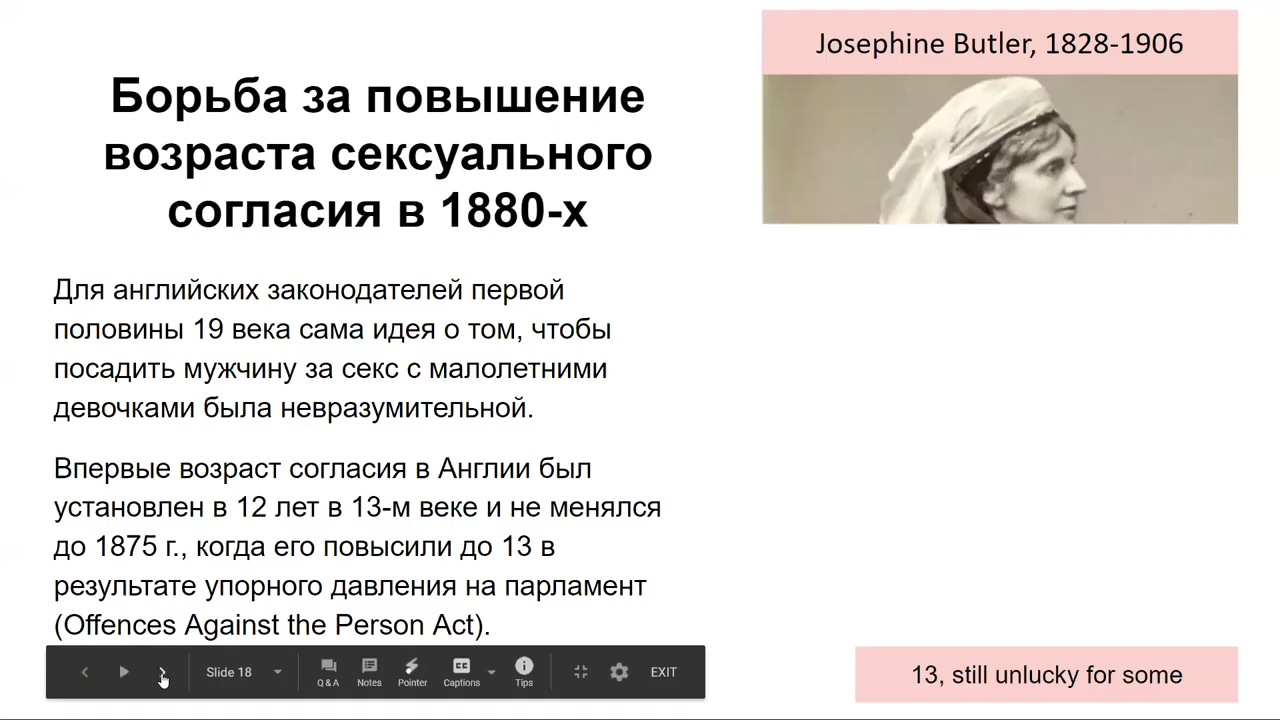 Josephine Butler, 1828-1906
Борьба за повышение
возраста сексуального
согласия в 1880-х
Для английских законодателей первой
половины 19 века сама идея о том, чтобы
посадить мужчину за секс с малолетними
девочками была невразумительной.
Впервые возраст согласия в Англии был
установлен в 12 лет в 13-м веке и не менялся
до 1875 г., когда его повысили до 13 в
результате упорного давления на парламент
(Offences Against the Person Act).
Slide 18
Q & A
Notes
Pointer
Captions
Tips
EXIT
13, still unlucky for some